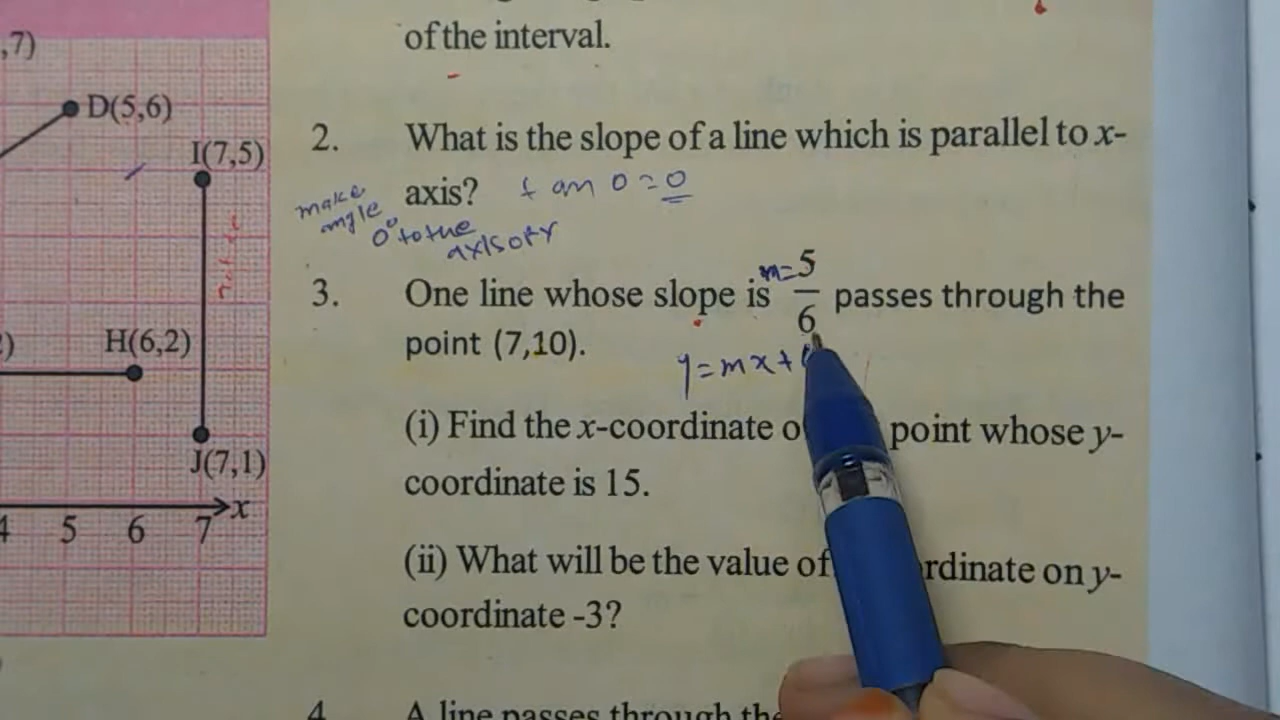 of the interval.
,7)
D(5,6)
I(7,5)
H(6,2)
J(7,1)
x
4 5 6 7
2. What is the slope of a line which is parallel to x-
axis? tan 0 = 0
make
angle
0° to the
axis of x
3. One line whose slope is m= 5/6 passes through the
point (7,10).
y = mx +
(i) Find the x-coordinate o point whose y-
coordinate is 15.
(ii) What will be the value of rdinate on y-
coordinate -3?
4. A line passes through the